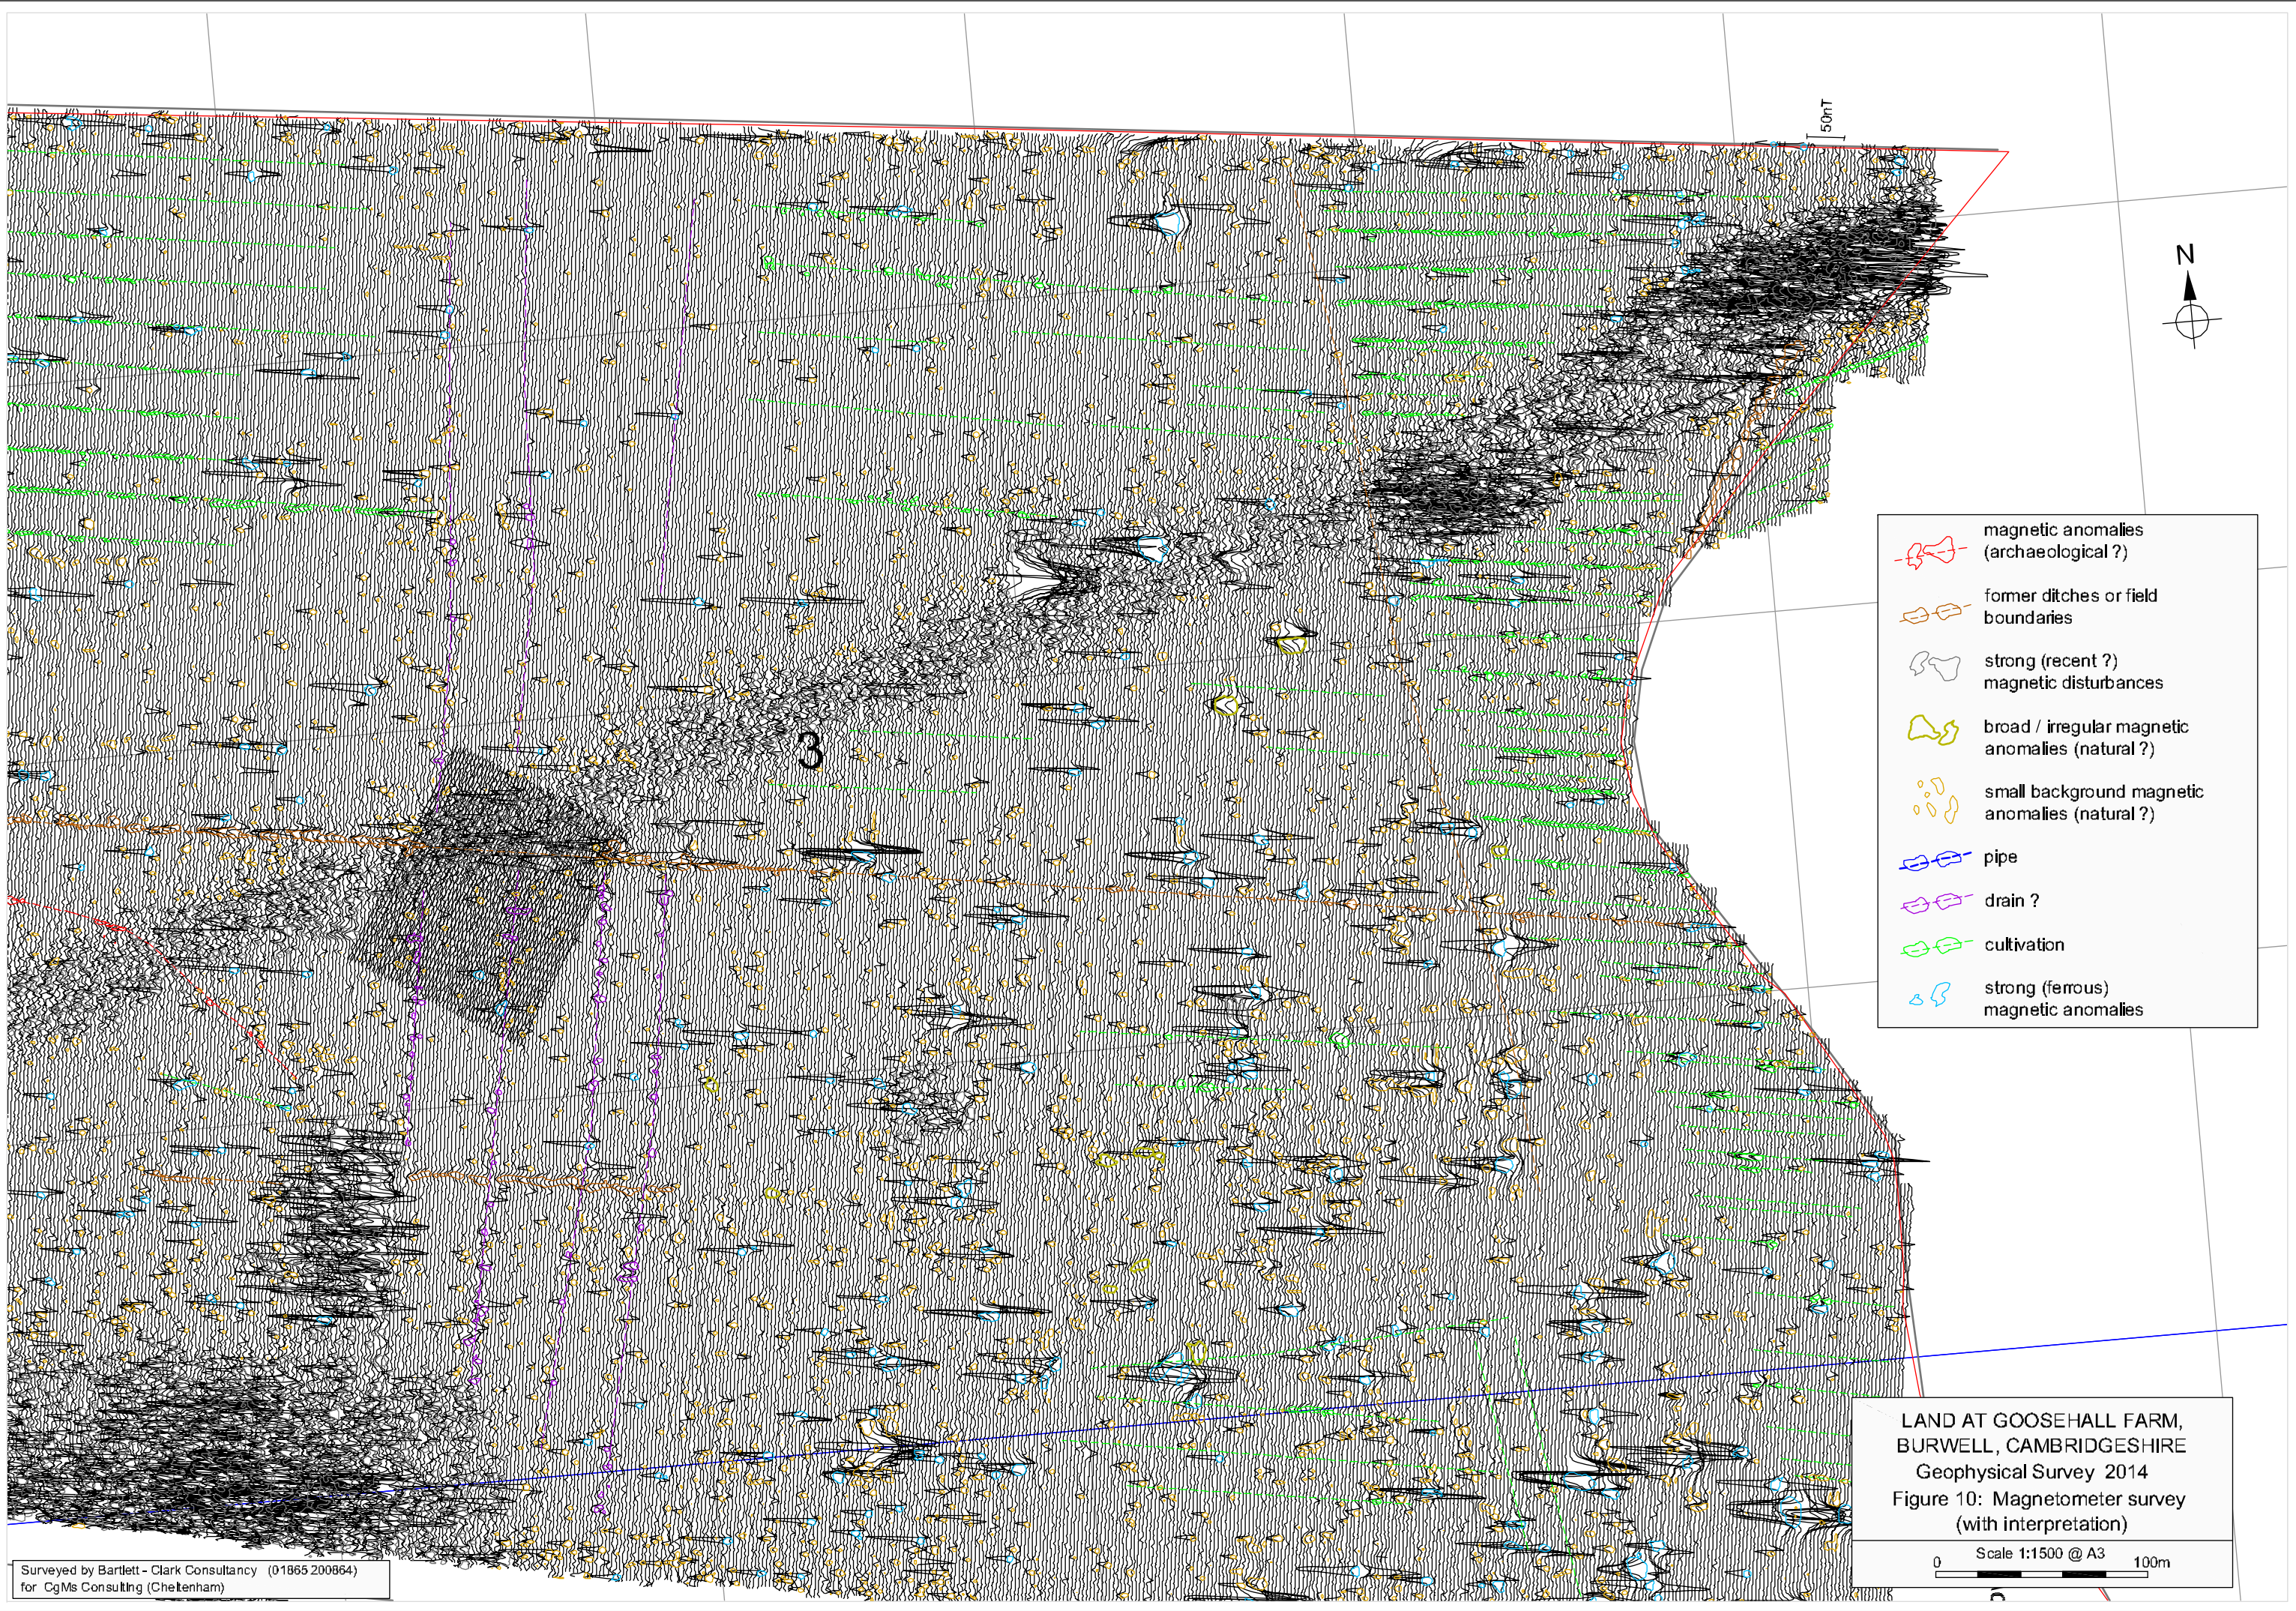 50nT
N
3
magnetic anomalies
(archaeological ?)
former ditches or field
boundaries
strong (recent ?)
magnetic disturbances
broad / irregular magnetic
anomalies (natural ?)
small background magnetic
anomalies (natural ?)
pipe
drain ?
cultivation
strong (ferrous)
magnetic anomalies
LAND AT GOOSEHALL FARM,
BURWELL, CAMBRIDGESHIRE
Geophysical Survey 2014
Figure 10: Magnetometer survey
(with interpretation)
Scale 1:1500 @ A3
0 100m
Surveyed by Bartlett - Clark Consultancy (01865 200864)
for CgMs Consulting (Cheltenham)